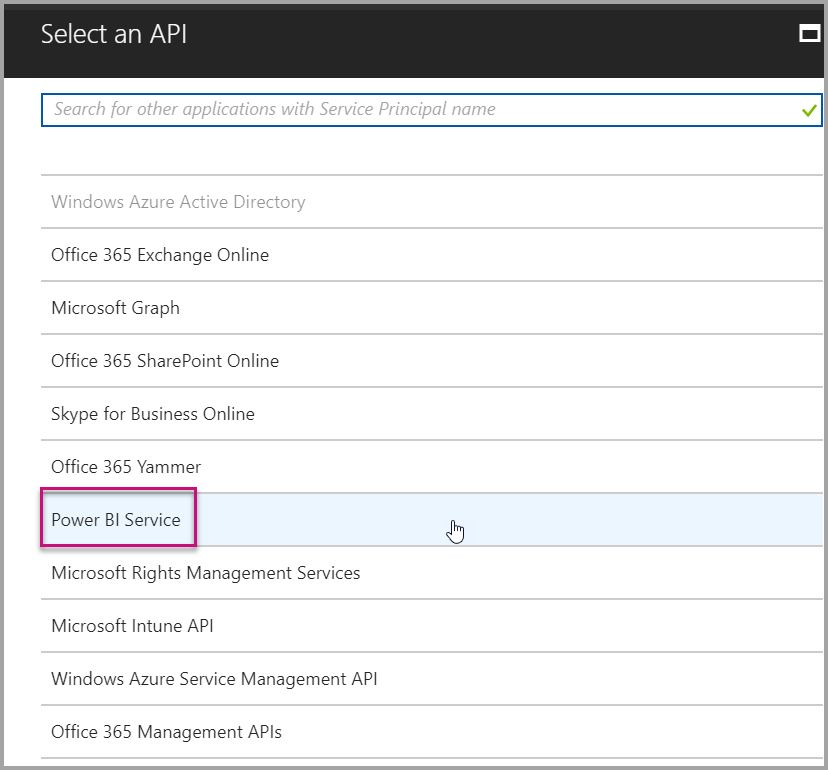 Select an API
Search for other applications with Service Principal name
Windows Azure Active Directory
Office 365 Exchange Online
Microsoft Graph
Office 365 SharePoint Online
Skype for Business Online
Office 365 Yammer
Power BI Service
Microsoft Rights Management Services
Microsoft Intune API
Windows Azure Service Management API
Office 365 Management APIs